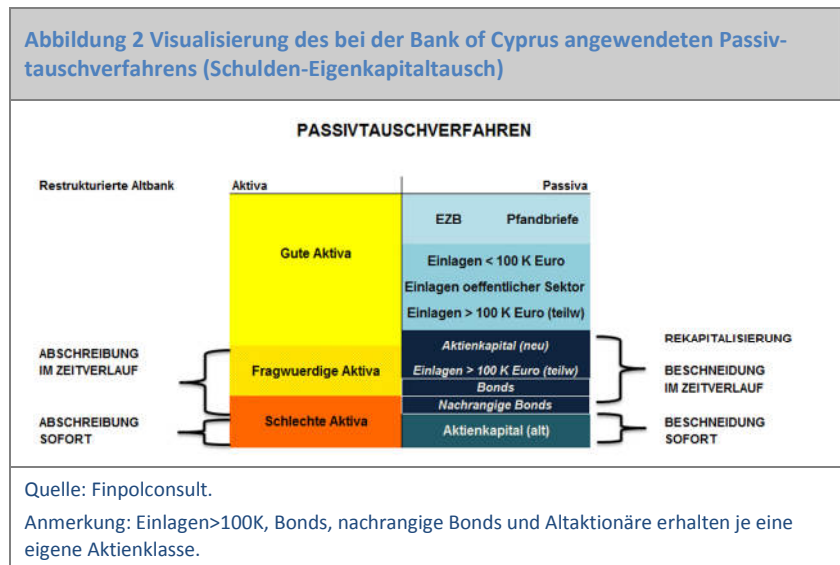 Abbildung 2 Visualisierung des bei der Bank of Cyprus angewendeten Passiv-
tauschverfahrens (Schulden-Eigenkapitaltausch)
PASSIVTAUSCHVERFAHREN
Restrukturierte Altbank
Aktiva
Passiva
EZB
Pfandbriefe
Gute Aktiva
Einlagen < 100 K Euro
Einlagen oeffentlicher Sektor
Einlagen > 100 K Euro (teilw)
ABSCHREIBUNG
IM ZEITVERLAUF
Fragwuerdige Aktiva
Aktienkapital (neu)
Einlagen > 100 K Euro (teilw)
Bonds
Nachrangige Bonds
REKAPITALISIERUNG
BESCHNEIDUNG
IM ZEITVERLAUF
ABSCHREIBUNG
SOFORT
Schlechte Aktiva
Aktienkapital (alt)
BESCHNEIDUNG
SOFORT
Quelle: Finpolconsult.
Anmerkung: Einlagen>100K, Bonds, nachrangige Bonds und Altaktionäre erhalten je eine
eigene Aktienklasse.